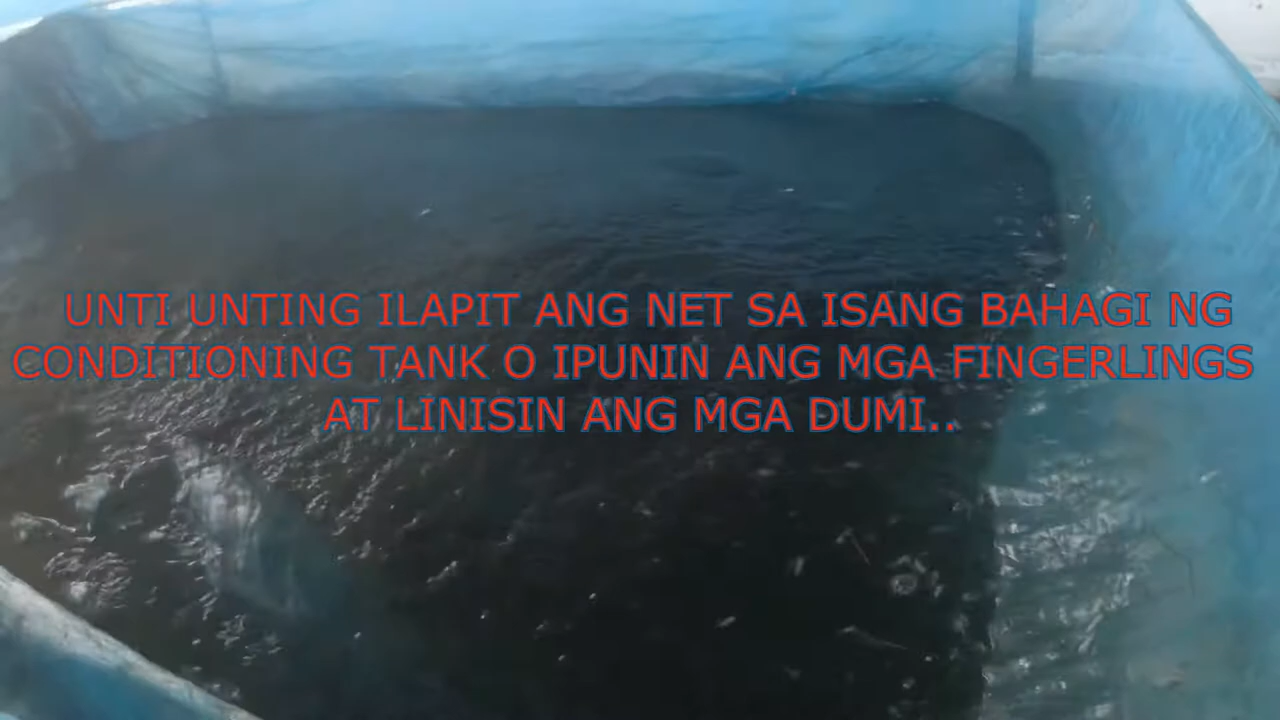 UNTI UNTING ILAPIT ANG NET SA ISANG BAHAGI NG
CONDITIONING TANK O IPUNIN ANG MGA FINGERLINGS
AT LINISIN ANG MGA DUMI..